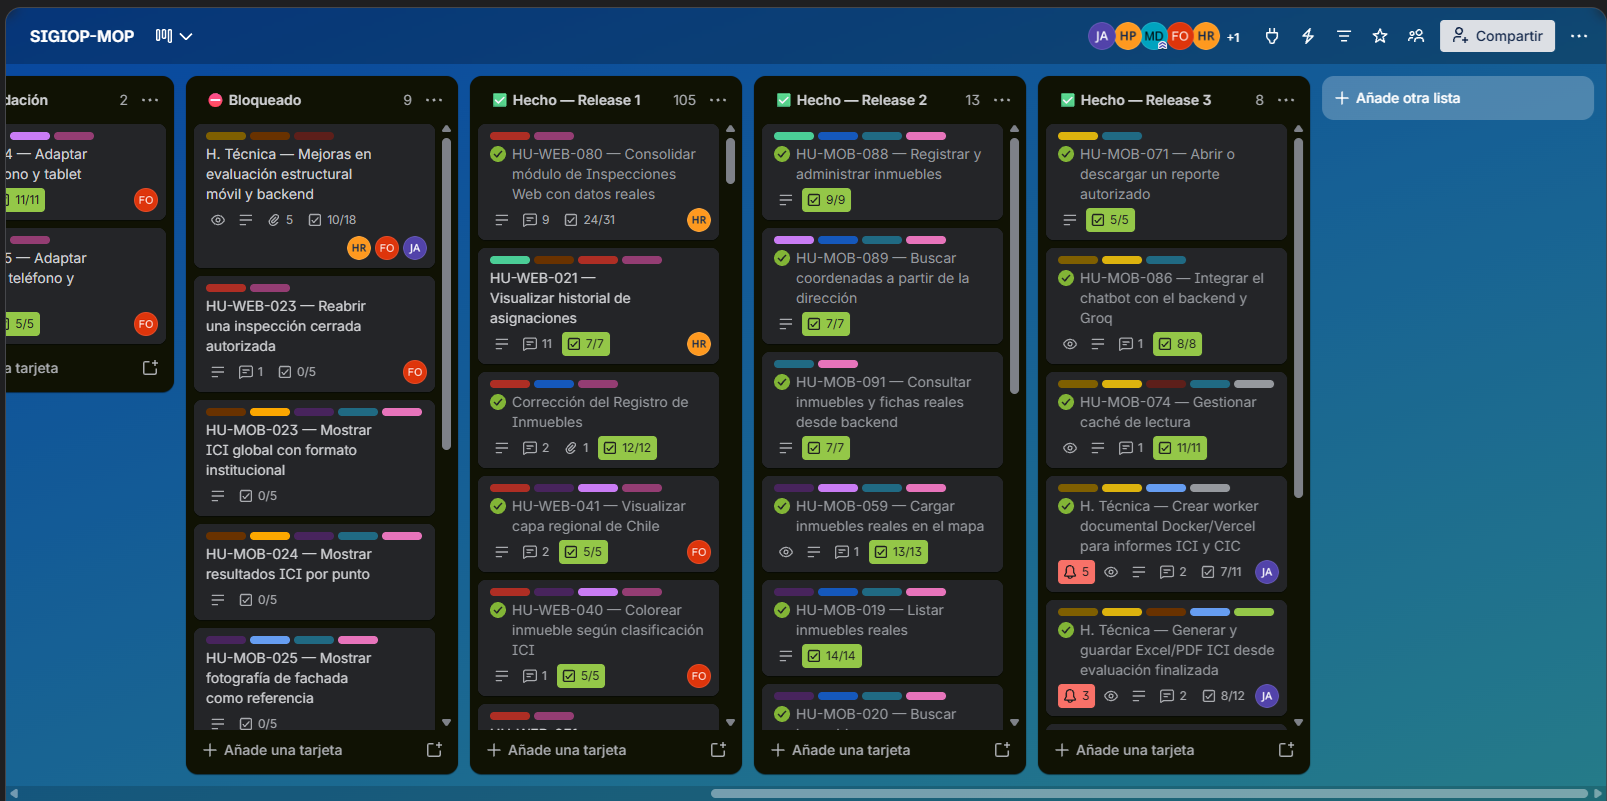 SIGIOP-MOP
JA HP MD FO HR +1
Compartir
dación 2
4 — Adaptar
ono y tablet
11/11 FO
5 — Adaptar
teléfono y
5/5 FO
a tarjeta
Bloqueado 9
H. Técnica — Mejoras en
evaluación estructural
móvil y backend
5 10/18
HR FO JA
HU-WEB-023 — Reabrir
una inspección cerrada
autorizada
1 0/5 FO
HU-MOB-023 — Mostrar
ICI global con formato
institucional
0/5
HU-MOB-024 — Mostrar
resultados ICI por punto
0/5
HU-MOB-025 — Mostrar
fotografía de fachada
como referencia
0/5
Añade una tarjeta
Hecho — Release 1 105
HU-WEB-080 — Consolidar
módulo de Inspecciones
Web con datos reales
9 24/31 HR
HU-WEB-021 —
Visualizar historial de
asignaciones
11 7/7 HR
Corrección del Registro de
Inmuebles
2 1 12/12
HU-WEB-041 — Visualizar
capa regional de Chile
2 5/5 FO
HU-WEB-040 — Colorear
inmueble según clasificación
ICI
1 5/5 FO
Añade una tarjeta
Hecho — Release 2 13
HU-MOB-088 — Registrar y
administrar inmuebles
9/9
HU-MOB-089 — Buscar
coordenadas a partir de la
dirección
7/7
HU-MOB-091 — Consultar
inmuebles y fichas reales
desde backend
7/7
HU-MOB-059 — Cargar
inmuebles reales en el mapa
1 13/13
HU-MOB-019 — Listar
inmuebles reales
14/14
HU-MOB-020 — Buscar
Añade una tarjeta
Hecho — Release 3 8
HU-MOB-071 — Abrir o
descargar un reporte
autorizado
5/5
HU-MOB-086 — Integrar el
chatbot con el backend y
Groq
1 8/8
HU-MOB-074 — Gestionar
caché de lectura
1 11/11
H. Técnica — Crear worker
documental Docker/Vercel
para informes ICI y CIC
5 2 7/11 JA
H. Técnica — Generar y
guardar Excel/PDF ICI desde
evaluación finalizada
3 2 8/12 JA
Añade una tarjeta
Añade otra lista